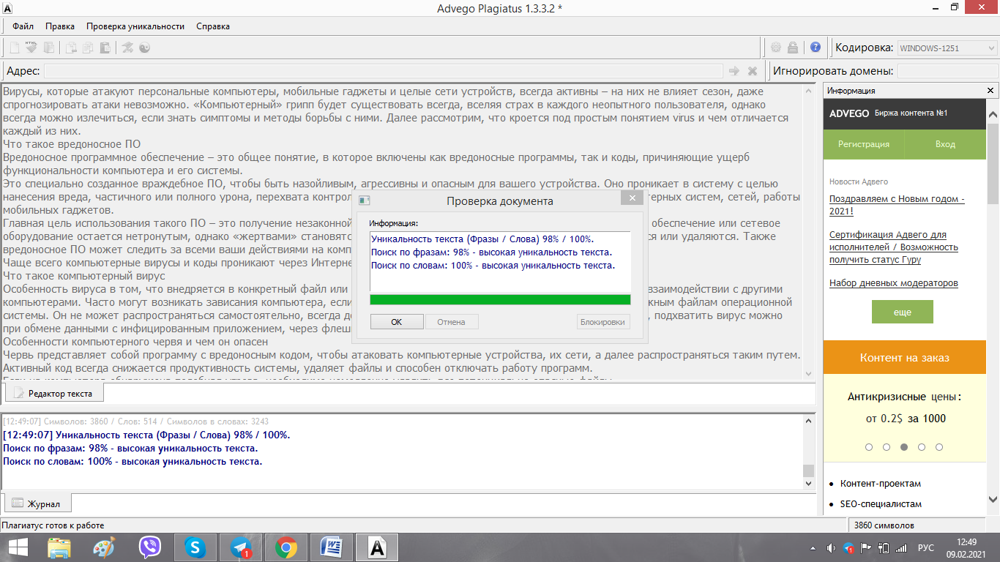 Advego Plagiatus 1.3.3.2 *
Файл Правка Проверка уникальности Справка
HTML
Кодировка: WINDOWS-1251
Адрес:
Игнорировать домены:
Вирусы, которые атакуют персональные компьютеры, мобильные гаджеты и целые сети устройств, всегда активны – на них не влияет сезон, даже
спрогнозировать атаки невозможно. «Компьютерный» грипп будет существовать всегда, вселяя страх в каждого неопытного пользователя, однако
всегда можно излечиться, если знать симптомы и методы борьбы с ними. Далее рассмотрим, что кроется под простым понятием virus и чем отличается
каждый из них.
Что такое вредоносное ПО
Вредоносное программное обеспечение – это общее понятие, в которое включены как вредоносные программы, так и коды, причиняющие ущерб
функциональности компьютера и его системы.
Это специально созданное враждебное ПО, чтобы быть назойливым, агрессивны и опасным для вашего устройства. Оно проникает в систему с целью
нанесения вреда, частичного или полного урона, перехвата контрол терных систем, сетей, работы
мобильных гаджетов.
Главная цель использования такого ПО – это получение незаконной обеспечение или сетевое
оборудование остается нетронутым, однако «жертвами» становятс ся или удаляются. Также
вредоносное ПО может следить за всеми ваши действиями на комп
Чаще всего компьютерные вирусы и коды проникают через Интерне
Что такое компьютерный вирус
Особенность вируса в том, что внедряется в конкретный файл или взаимодействии с другими
компьютерами. Часто могут возникать зависания компьютера, если жным файлам операционной
системы. Он не может распространяться самостоятельно, всегда де , подхватить вирус можно
при обмене данными с инфицированным приложением, через флеш
Особенности компьютерного червя и чем он опасен
Червь представляет собой программу с вредоносным кодом, чтобы атаковать компьютерные устройства, их сети, а далее распространяться таким путем.
Активный код всегда снижается продуктивность системы, удаляет файлы и способен отключать работу программ.
Проверка документа
Информация:
Уникальность текста (Фразы / Слова) 98% / 100%.
Поиск по фразам: 98% - высокая уникальность текста.
Поиск по словам: 100% - высокая уникальность текста.
ОК Отмена Блокировки
Редактор текста
[12:49:07] Символов: 3860 / Слов: 514 / Символов в словах: 3243
[12:49:07] Уникальность текста (Фразы / Слова) 98% / 100%.
Поиск по фразам: 98% - высокая уникальность текста.
Поиск по словам: 100% - высокая уникальность текста.
Журнал
Плагиатус готов к работе
3860 символов
Информация
ADVEGO Биржа контента №1
Регистрация Вход
Новости Адвего
Поздравляем с Новым годом -
2021!
Сертификация Адвего для
исполнителей / Возможность
получить статус Гуру
Набор дневных модераторов
еще
Контент на заказ
Антикризисные цены:
от 0.2$ за 1000
Контент-проектам
SEO-специалистам
РУС
12:49
09.02.2021